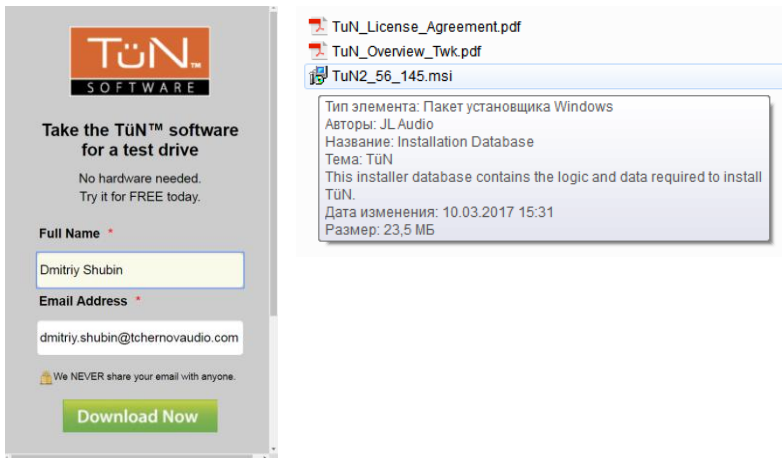 TüN™
SOFTWARE
Take the TüN™ software
for a test drive
No hardware needed.
Try it for FREE today.
Full Name *
Dmitriy Shubin
Email Address *
dmitriy.shubin@tchernovaudio.com
We NEVER share your email with anyone.
Download Now
TuN_License_Agreement.pdf
TuN_Overview_Twk.pdf
TuN2_56_145.msi
Тип элемента: Пакет установщика Windows
Авторы: JL Audio
Название: Installation Database
Тема: TüN
This installer database contains the logic and data required to install
TüN.
Дата изменения: 10.03.2017 15:31
Размер: 23,5 МБ